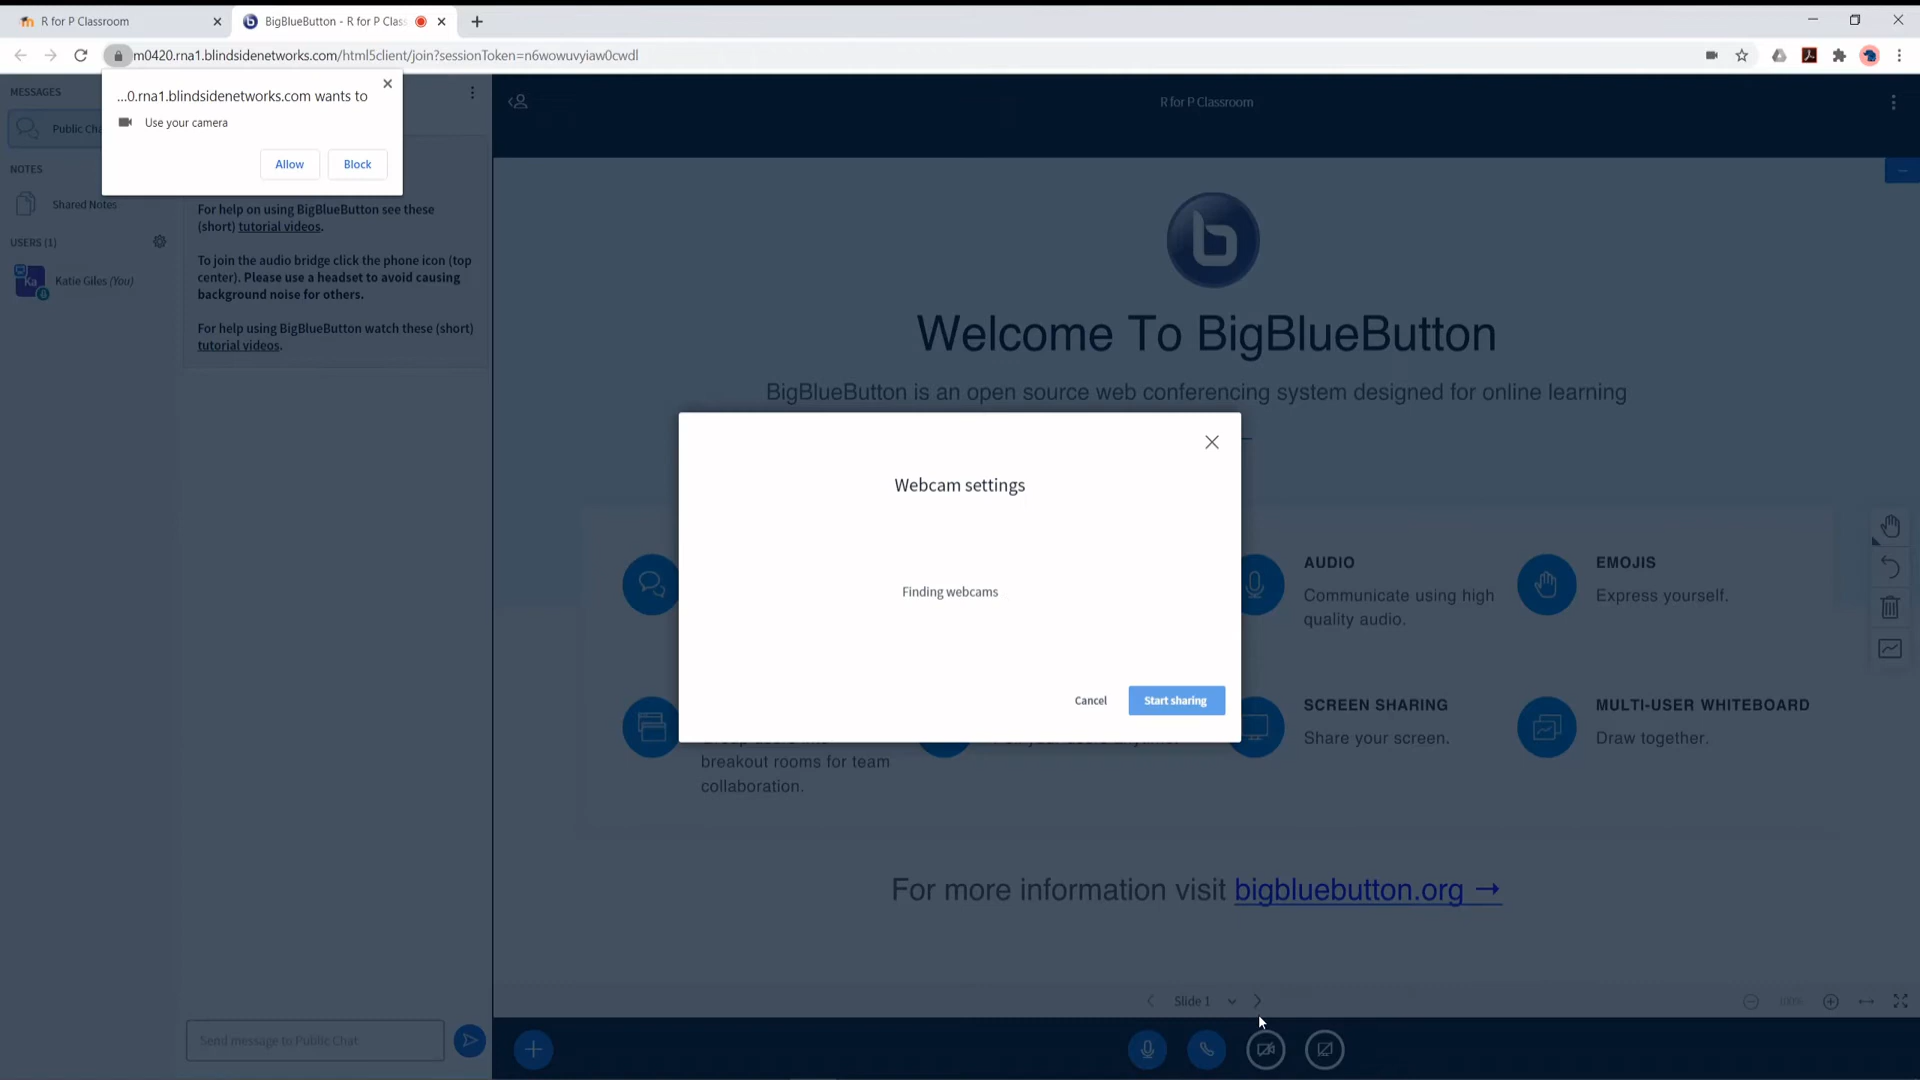 R for P Classroom
BigBlueButton - R for P Class
m0420.rna1.blindsidenetworks.com/html5client/join?sessionToken=n6wowuvyiaw0cwdl
...0.rna1.blindsidenetworks.com wants to
Use your camera
Allow
Block
MESSAGES
Public Cha
NOTES
Shared Notes
USERS (1)
Ka
Katie Giles (You)
For help on using BigBlueButton see these
(short) tutorial videos.
To join the audio bridge click the phone icon (top
center). Please use a headset to avoid causing
background noise for others.
For help using BigBlueButton watch these (short)
tutorial videos.
Send message to Public Chat
R for P Classroom
b
Welcome To BigBlueButton
BigBlueButton is an open source web conferencing system designed for online learning
Webcam settings
Finding webcams
Cancel
Start sharing
AUDIO
Communicate using high
quality audio.
EMOJIS
Express yourself.
breakout rooms for team
collaboration.
SCREEN SHARING
Share your screen.
MULTI-USER WHITEBOARD
Draw together.
For more information visit bigbluebutton.org →
Slide 1